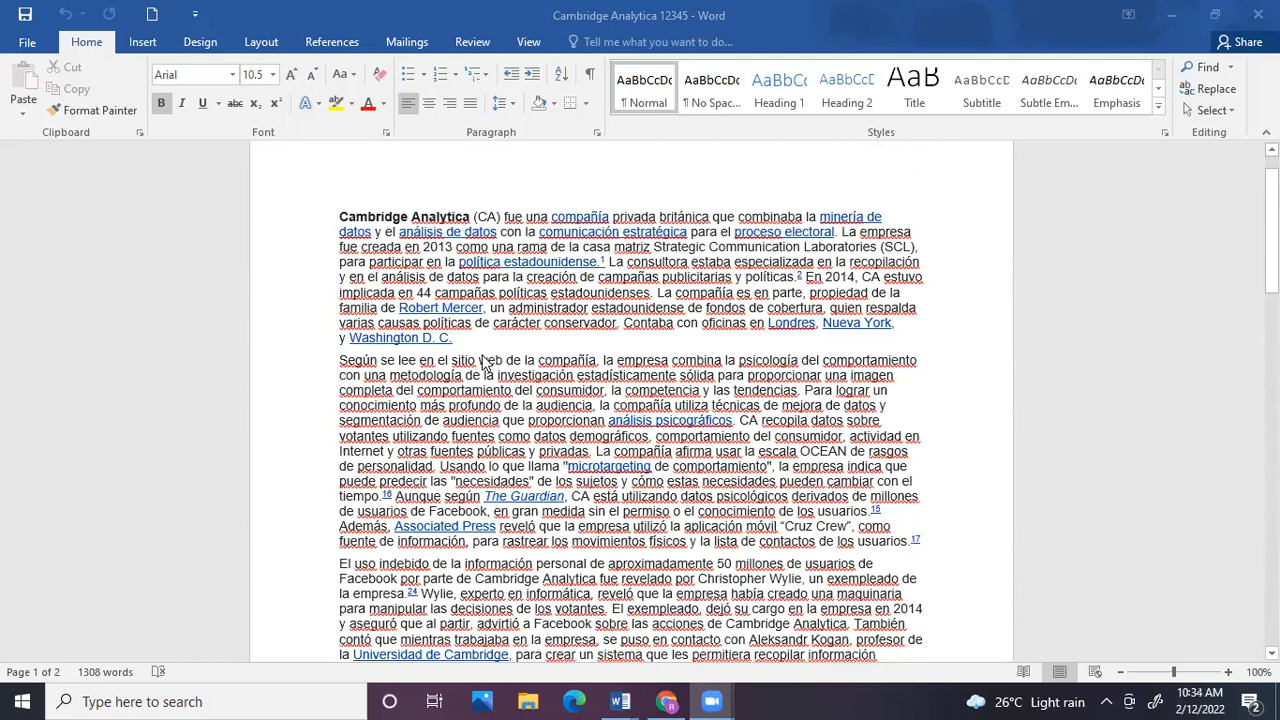 Cambridge Analytica 12345 - Word
File Home Insert Design Layout References Mailings Review View Tell me what you want to do... Share
Paste Cut Copy Format Painter Clipboard
Arial 10.5 Aa B I U abc x₂ x² A A Font
Paragraph
AaBbCcDc ¶ Normal AaBbCcDc ¶ No Spac... AaBbCc Heading 1 AaBbCcE Heading 2 AaB Title AaBbCcD Subtitle AaBbCcDt Subtle Em... AaBbCcDt Emphasis Styles
Find Replace Select Editing
Cambridge Analytica (CA) fue una compañía privada británica que combinaba la minería de
datos y el análisis de datos con la comunicación estratégica para el proceso electoral. La empresa
fue creada en 2013 como una rama de la casa matriz Strategic Communication Laboratories (SCL),
para participar en la política estadounidense.1 La consultora estaba especializada en la recopilación
y en el análisis de datos para la creación de campañas publicitarias y políticas.2 En 2014, CA estuvo
implicada en 44 campañas políticas estadounidenses. La compañía es en parte, propiedad de la
familia de Robert Mercer, un administrador estadounidense de fondos de cobertura, quien respalda
varias causas políticas de carácter conservador. Contaba con oficinas en Londres, Nueva York,
y Washington D. C.
Según se lee en el sitio web de la compañía, la empresa combina la psicología del comportamiento
con una metodología de la investigación estadísticamente sólida para proporcionar una imagen
completa del comportamiento del consumidor, la competencia y las tendencias. Para lograr un
conocimiento más profundo de la audiencia, la compañía utiliza técnicas de mejora de datos y
segmentación de audiencia que proporcionan análisis psicográficos. CA recopila datos sobre
votantes utilizando fuentes como datos demográficos, comportamiento del consumidor, actividad en
Internet y otras fuentes públicas y privadas. La compañía afirma usar la escala OCEAN de rasgos
de personalidad. Usando lo que llama "microtargeting de comportamiento", la empresa indica que
puede predecir las "necesidades" de los sujetos y cómo estas necesidades pueden cambiar con el
tiempo.16 Aunque según The Guardian, CA está utilizando datos psicológicos derivados de millones
de usuarios de Facebook, en gran medida sin el permiso o el conocimiento de los usuarios.15
Además, Associated Press reveló que la empresa utilizó la aplicación móvil “Cruz Crew”, como
fuente de información, para rastrear los movimientos físicos y la lista de contactos de los usuarios.17
El uso indebido de la información personal de aproximadamente 50 millones de usuarios de
Facebook por parte de Cambridge Analytica fue revelado por Christopher Wylie, un exempleado de
la empresa.24 Wylie, experto en informática, reveló que la empresa había creado una maquinaria
para manipular las decisiones de los votantes. El exempleado, dejó su cargo en la empresa en 2014
y aseguró que al partir, advirtió a Facebook sobre las acciones de Cambridge Analytica. También
contó que mientras trabajaba en la empresa, se puso en contacto con Aleksandr Kogan, profesor de
la Universidad de Cambridge, para crear un sistema que les permitiera recopilar información
Page 1 of 2 1308 words 100%
Type here to search 26°C Light rain 10:34 AM
2/12/2022 2